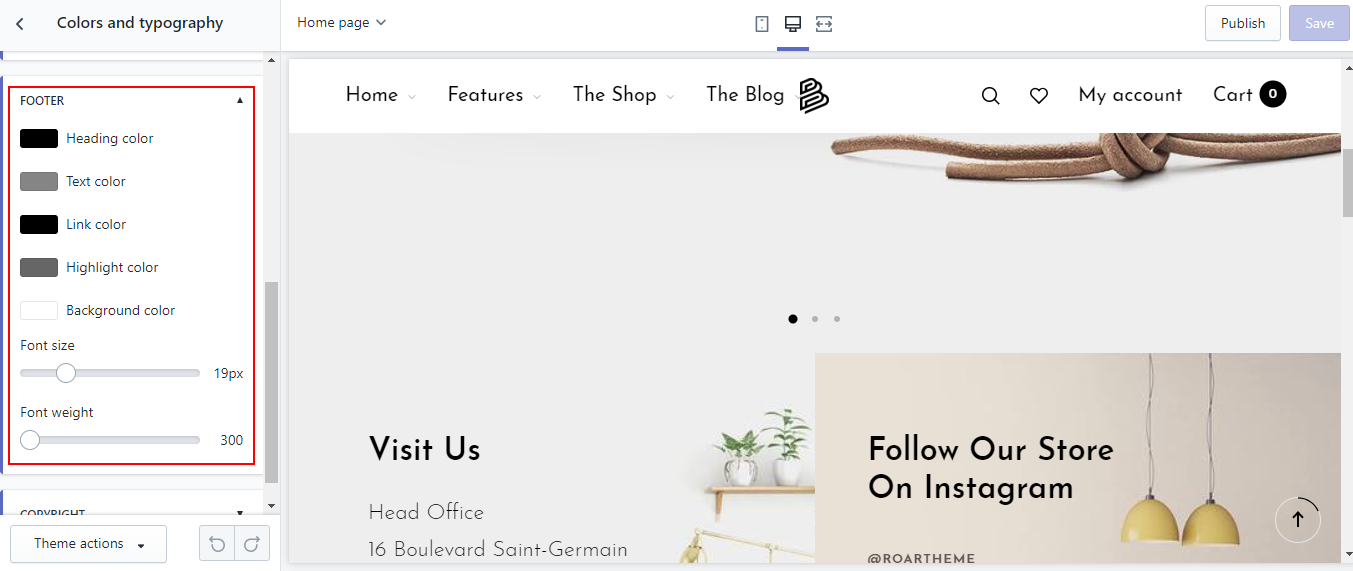 Colors and typography
Home page
Publish
Save
FOOTER
Heading color
Text color
Link color
Highlight color
Background color
Font size
19px
Font weight
300
COPYRIGHT
Theme actions
Home
Features
The Shop
The Blog
My account
Cart 0
Visit Us
Head Office
16 Boulevard Saint-Germain
Follow Our Store
On Instagram
@ROARTHEME